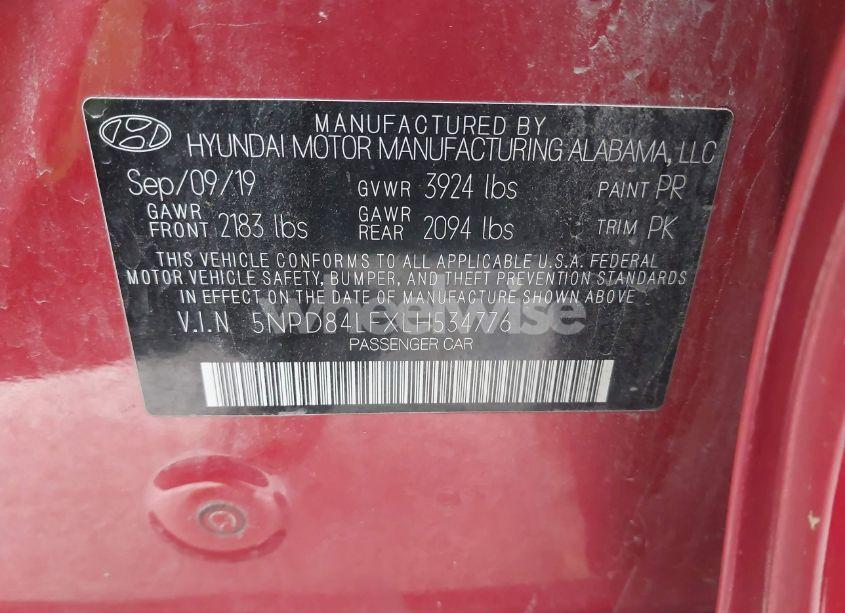 MANUFACTURED BY
HYUNDAI MOTOR MANUFACTURING ALABAMA, LLC
Sep/09/19 GVWR 3924 lbs PAINT PR
GAWR FRONT 2183 lbs GAWR REAR 2094 lbs TRIM PK
THIS VEHICLE CONFORMS TO ALL APPLICABLE U.S.A. FEDERAL
MOTOR VEHICLE SAFETY, BUMPER, AND THEFT PREVENTION STANDARDS
IN EFFECT ON THE DATE OF MANUFACTURE SHOWN ABOVE
V.I.N
PASSENGER CAR
wheelwise